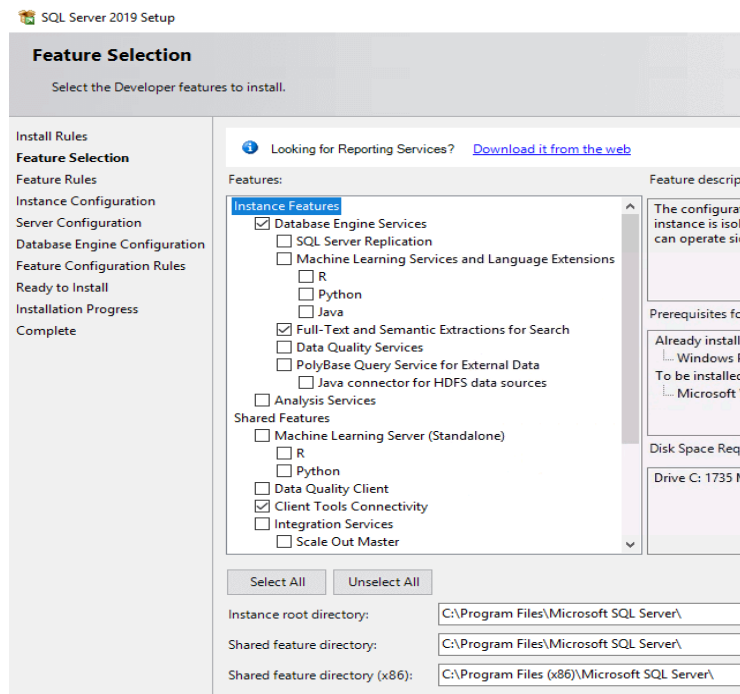 SQL Server 2019 Setup
Feature Selection
Select the Developer features to install.
Install Rules
Feature Selection
Feature Rules
Instance Configuration
Server Configuration
Database Engine Configuration
Feature Configuration Rules
Ready to Install
Installation Progress
Complete
Looking for Reporting Services? Download it from the web
Features:
Instance Features
Database Engine Services
SQL Server Replication
Machine Learning Services and Language Extensions
R
Python
Java
Full-Text and Semantic Extractions for Search
Data Quality Services
PolyBase Query Service for External Data
Java connector for HDFS data sources
Analysis Services
Shared Features
Machine Learning Server (Standalone)
R
Python
Data Quality Client
Client Tools Connectivity
Integration Services
Scale Out Master
Feature descrip
The configura
instance is isol
can operate si
Prerequisites fo
Already install
Windows
To be installed
Microsoft
Disk Space Req
Drive C: 1735
Select All
Unselect All
Instance root directory: C:\Program Files\Microsoft SQL Server\
Shared feature directory: C:\Program Files\Microsoft SQL Server\
Shared feature directory (x86): C:\Program Files (x86)\Microsoft SQL Server\